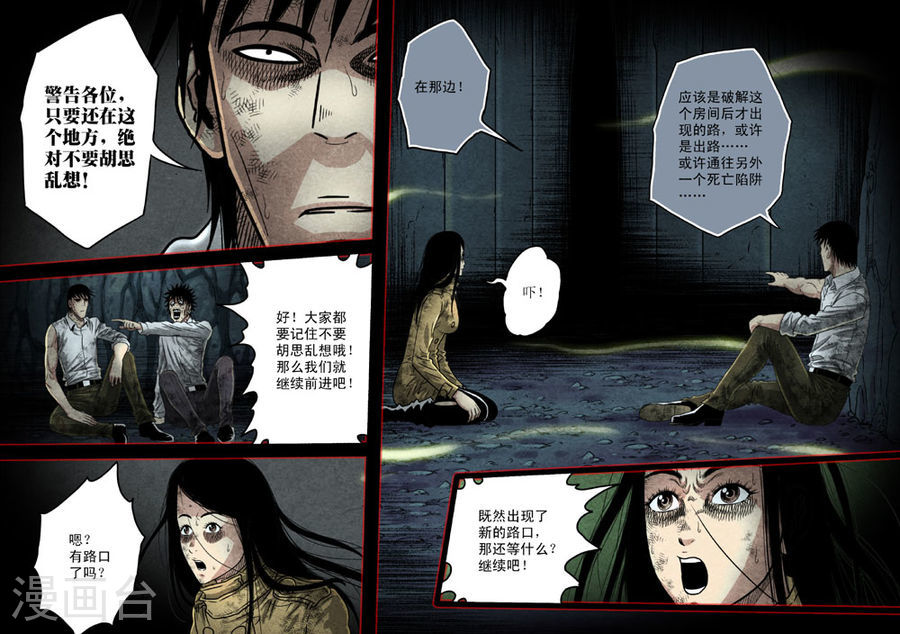 警告各位，
只要还在这
个地方，绝
对不要胡思
乱想！
好！大家都
要记住不要
胡思乱想哦！
那么我们就
继续前进吧！
嗯？
有路口
了吗？
在那边！
应该是破解这
个房间后才出
现的路，或许
是出路……
或许通往另外
一个死亡陷阱
……
吓！
既然出现了
新的路口，
那还等什么？
继续吧！
漫画台